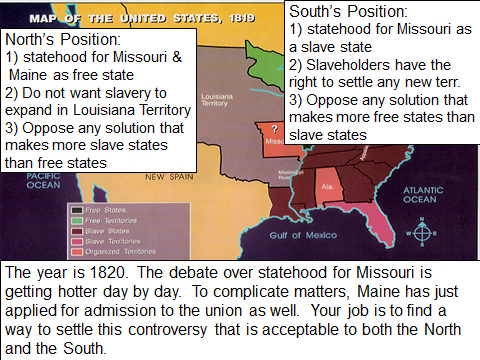 MAP OF THE UNITED STATES, 1819
North's Position:
1) statehood for Missouri &
Maine as free state
2) Do not want slavery to
expand in Louisiana Territory
3) Oppose any solution that
makes more slave states
than free states
South's Position:
1) statehood for Missouri as
a slave state
2) Slaveholders have the
right to settle any new terr.
3) Oppose any solution that
makes more free states than
slave states
Louisiana
Territory
?
Misso
Mississippi
River
Ala.
PACIFIC
OCEAN
NEW SPAIN
ATLANTIC
OCEAN
Gulf of Mexico
N
W
E
S
Free States
Free Territories
Slave States
Slave Territories
Organized Territories
The year is 1820. The debate over statehood for Missouri is
getting hotter day by day. To complicate matters, Maine has just
applied for admission to the union as well. Your job is to find a
way to settle this controversy that is acceptable to both the North
and the South.